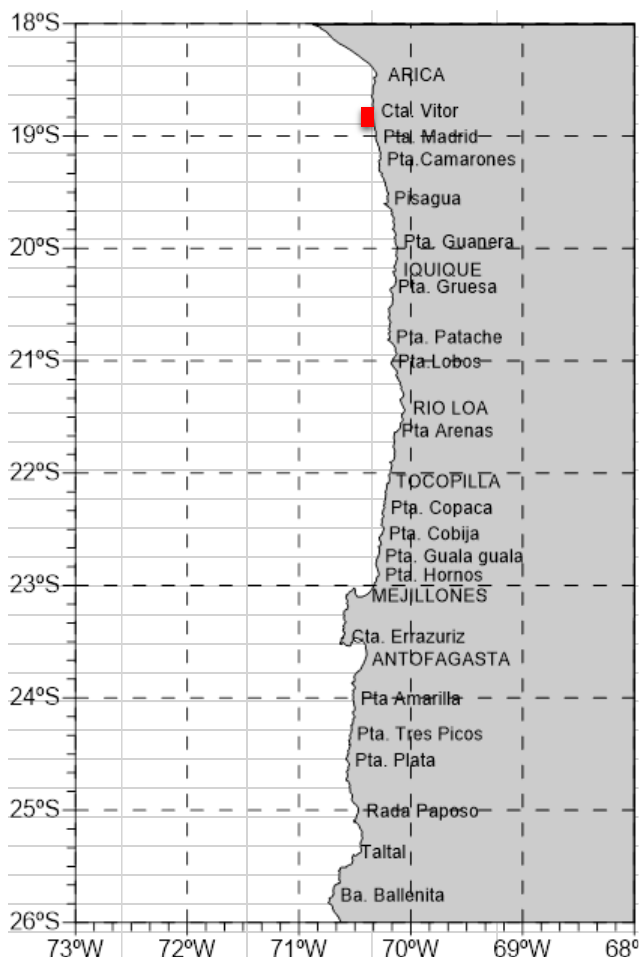 18ºS
ARICA
Cta. Vitor
19ºS
Pta. Madrid
Pta.Camarones
Pisagua
Pta. Guanera
20ºS
IQUIQUE
Pta. Gruesa
Pta. Patache
21ºS
Pta.Lobos
RIO LOA
Pta Arenas
22ºS
TOCOPILLA
Pta. Copaca
Pta. Cobija
Pta. Guala guala
Pta. Hornos
23ºS
MEJILLONES
Cta. Errazuriz
ANTOFAGASTA
24ºS
Pta Amarilla
Pta. Tres Picos
Pta. Plata
25ºS
Rada Paposo
Taltal
Ba. Ballenita
26ºS
73ºW 72ºW 71ºW 70ºW 69ºW 68º